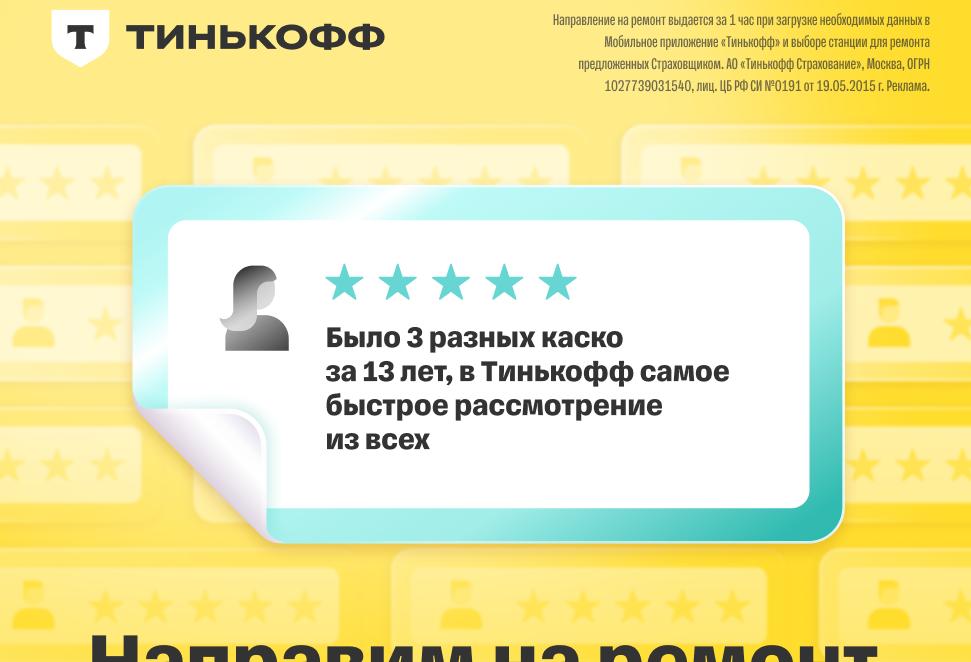 ТИНЬКОФФ
Направление на ремонт выдается за 1 час при загрузке необходимых данных в
Мобильное приложение «Тинькофф» и выборе станции для ремонта
предложенных Страховщиком. АО «Тинькофф Страхование», Москва, ОГРН
1027739031540, лиц. ЦБ РФ СИ №0191 от 19.05.2015 г. Реклама.
Было 3 разных каско
за 13 лет, в Тинькофф самое
быстрое рассмотрение
из всех
Направим на ремонт